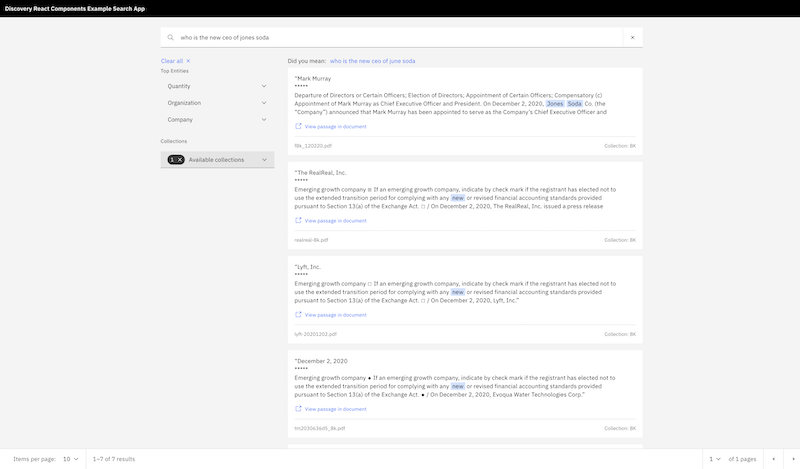 Discovery React Components Example Search App
who is the new ceo of jones soda
Clear all ×
Top Entities
Quantity
Organization
Company
Collections
1 × Available collections
Did you mean: who is the new ceo of june soda
"Mark Murray
*****
Departure of Directors or Certain Officers; Election of Directors; Appointment of Certain Officers; Compensatory (c)
Appointment of Mark Murray as Chief Executive Officer and President. On December 2, 2020, Jones Soda Co. (the
"Company") announced that Mark Murray has been appointed to serve as the Company's Chief Executive Officer and
View passage in document
f8k_120220.pdf
Collection: 8K
"The RealReal, Inc.
*****
Emerging growth company ☒ If an emerging growth company, indicate by check mark if the registrant has elected not to
use the extended transition period for complying with any new or revised financial accounting standards provided
pursuant to Section 13(a) of the Exchange Act. □ / On December 2, 2020, The RealReal, Inc. issued a press release
View passage in document
realreal-8k.pdf
Collection: 8K
"Lyft, Inc.
*****
Emerging growth company □ If an emerging growth company, indicate by check mark if the registrant has elected not to
use the extended transition period for complying with any new or revised financial accounting standards provided
pursuant to Section 13(a) of the Exchange Act. □ / On December 2, 2020, Lyft, Inc."
View passage in document
lyft-20201202.pdf
Collection: 8K
"December 2, 2020
*****
Emerging growth company • If an emerging growth company, indicate by check mark if the registrant has elected not to
use the extended transition period for complying with any new or revised financial accounting standards provided
pursuant to Section 13(a) of the Exchange Act. • / On December 2, 2020, Evoqua Water Technologies Corp."
View passage in document
Collection: 8K
Items per page: 10
1–7 of 7 results
1 of 1 pages